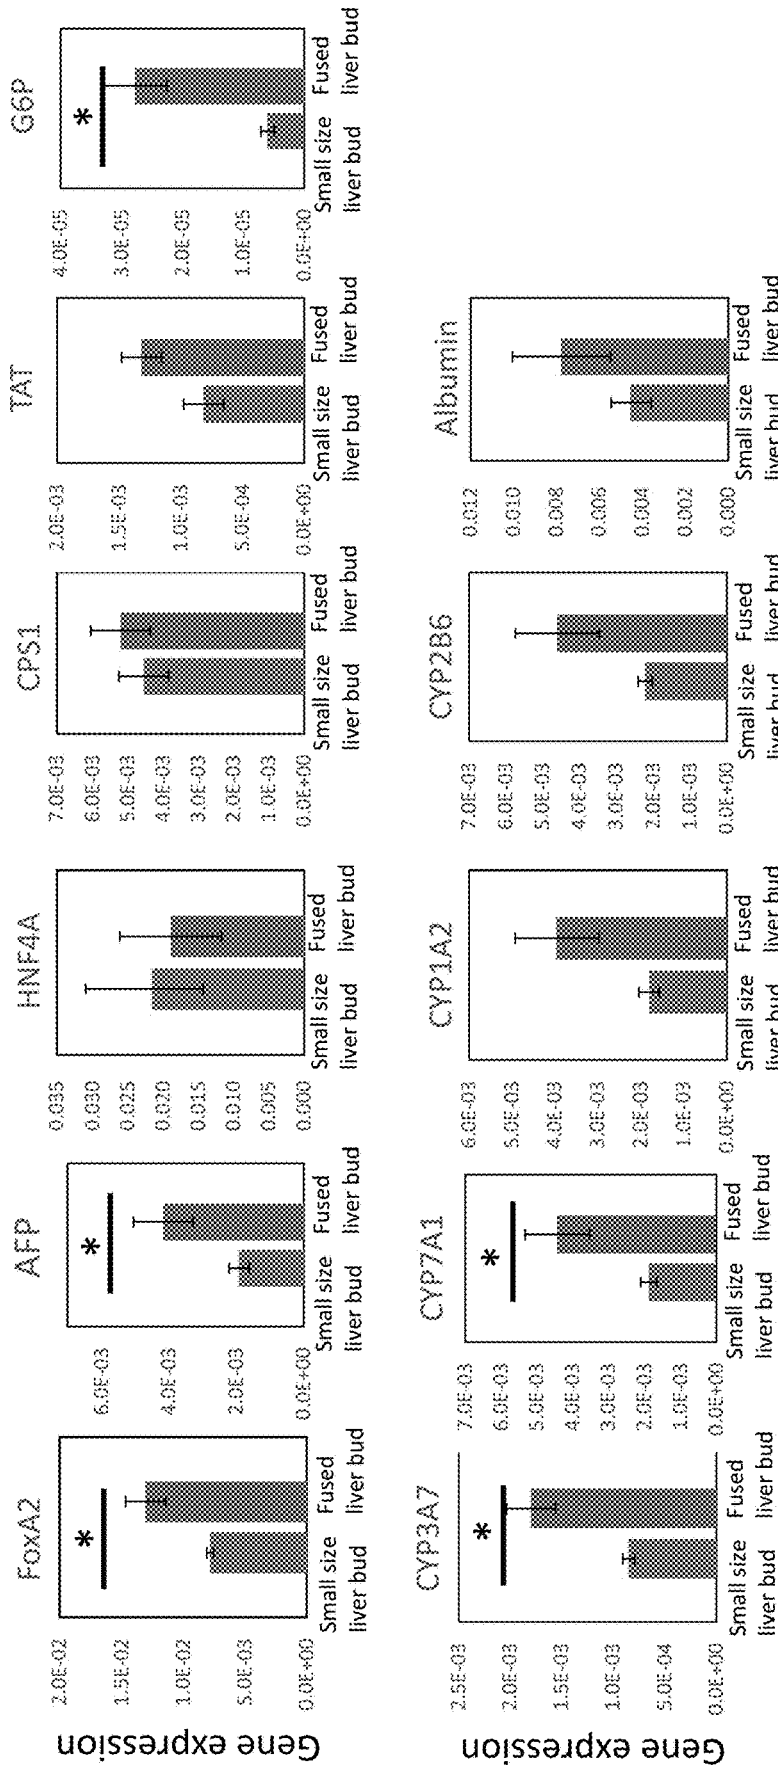 Gene expression
FoxA2
2.0E-02
1.5E-02
1.0E-02
5.0E-03
0.0E+00
*
Small size
liver bud
Fused
liver bud
AFP
6.0E-03
4.0E-03
2.0E-03
0.0E+00
*
Small size
liver bud
Fused
liver bud
HNF4A
0.035
0.030
0.025
0.020
0.015
0.010
0.005
0.000
Small size
liver bud
Fused
liver bud
CPS1
7.0E-03
6.0E-03
5.0E-03
4.0E-03
3.0E-03
2.0E-03
1.0E-03
0.0E+00
Small size
liver bud
Fused
liver bud
TAT
2.0E-03
1.5E-03
1.0E-03
5.0E-04
0.0E+00
Small size
liver bud
Fused
liver bud
G6P
4.0E-05
3.0E-05
2.0E-05
1.0E-05
0.0E+00
*
Small size
liver bud
Fused
liver bud
Gene expression
CYP3A7
2.5E-03
2.0E-03
1.5E-03
1.0E-03
5.0E-04
0.0E+00
*
Small size
liver bud
Fused
liver bud
CYP7A1
7.0E-03
6.0E-03
5.0E-03
4.0E-03
3.0E-03
2.0E-03
1.0E-03
0.0E+00
*
Small size
liver bud
Fused
liver bud
CYP1A2
6.0E-03
5.0E-03
4.0E-03
3.0E-03
2.0E-03
1.0E-03
0.0E+00
Small size
liver bud
Fused
liver bud
CYP2B6
7.0E-03
6.0E-03
5.0E-03
4.0E-03
3.0E-03
2.0E-03
1.0E-03
0.0E+00
Small size
liver bud
Fused
liver bud
Albumin
0.012
0.010
0.008
0.006
0.004
0.002
0.000
Small size
liver bud
Fused
liver bud